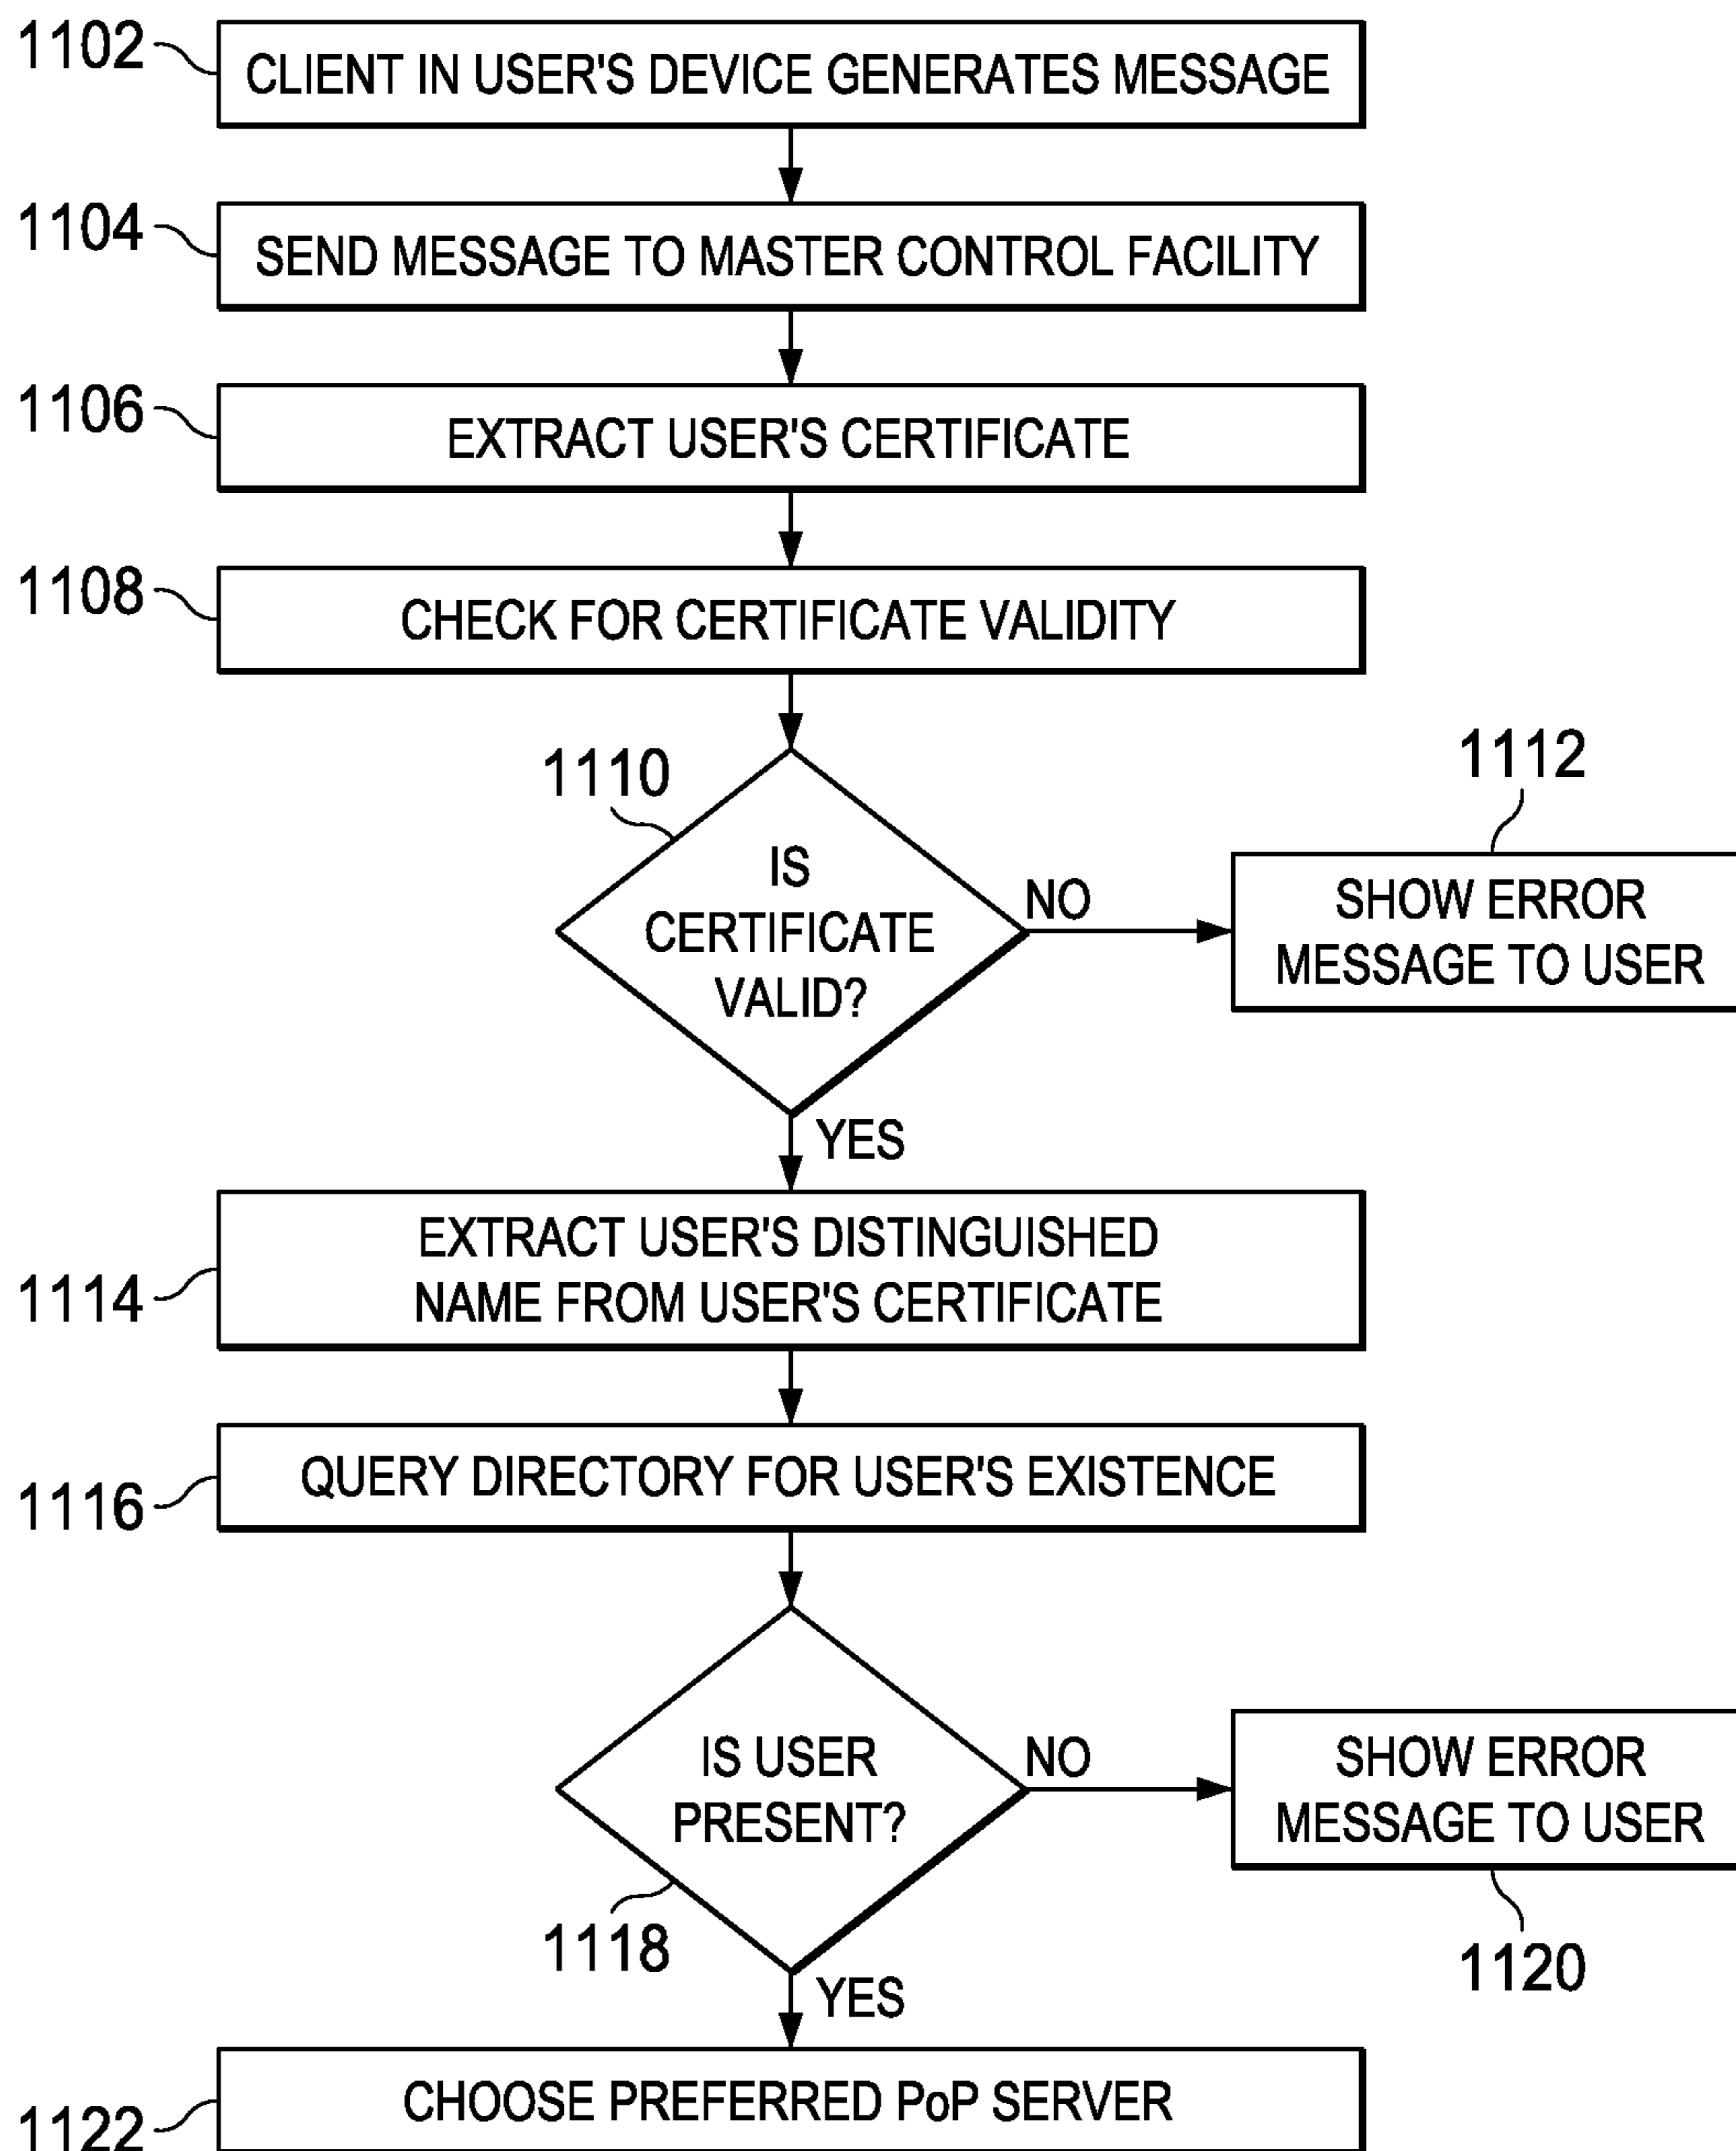 1102
CLIENT IN USER'S DEVICE GENERATES MESSAGE
1104
SEND MESSAGE TO MASTER CONTROL FACILITY
1106
EXTRACT USER'S CERTIFICATE
1108
CHECK FOR CERTIFICATE VALIDITY
1110
IS
CERTIFICATE
VALID?
NO
1112
SHOW ERROR
MESSAGE TO USER
YES
1114
EXTRACT USER'S DISTINGUISHED
NAME FROM USER'S CERTIFICATE
1116
QUERY DIRECTORY FOR USER'S EXISTENCE
IS USER
PRESENT?
1118
NO
SHOW ERROR
MESSAGE TO USER
1120
YES
1122
CHOOSE PREFERRED PoP SERVER